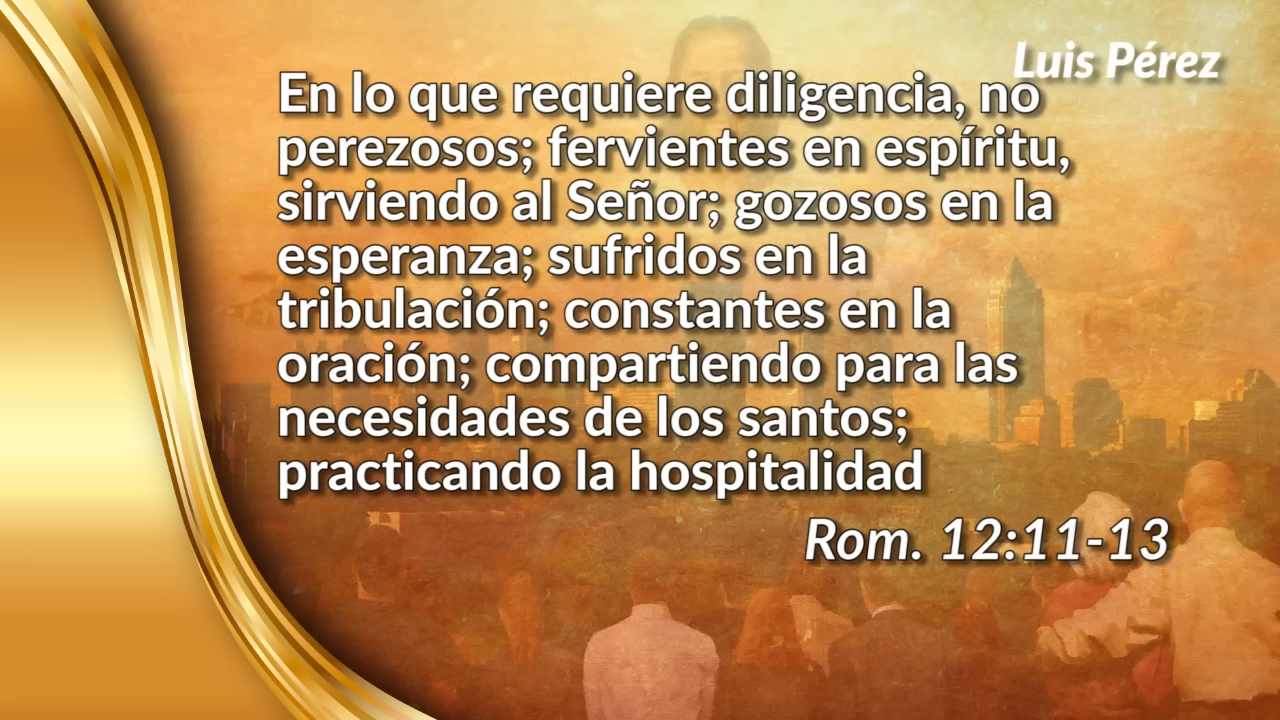 Luis Pérez
En lo que requiere diligencia, no
perezosos; fervientes en espíritu,
sirviendo al Señor; gozosos en la
esperanza; sufridos en la
tribulación; constantes en la
oración; compartiendo para las
necesidades de los santos;
practicando la hospitalidad
Rom. 12:11-13